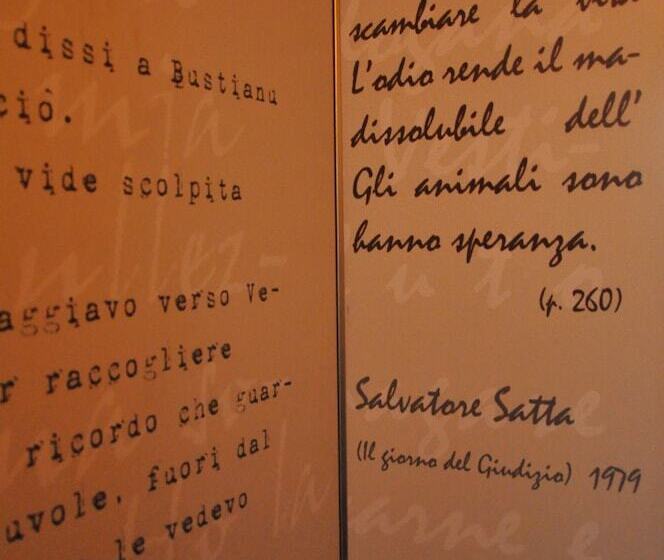 dissi a Bustianu
ciò.
vide scolpita
aggiavo verso Ve-
r raccogliere
ricordo che guar-
uvole, fuori dal
le vedevo
scambiare la
L'odio rende il ma-
dissolubile dell'
Gli animali sono
hanno speranza.
(p. 260)
Salvatore Satta
(Il giorno del Giudizio) 1979